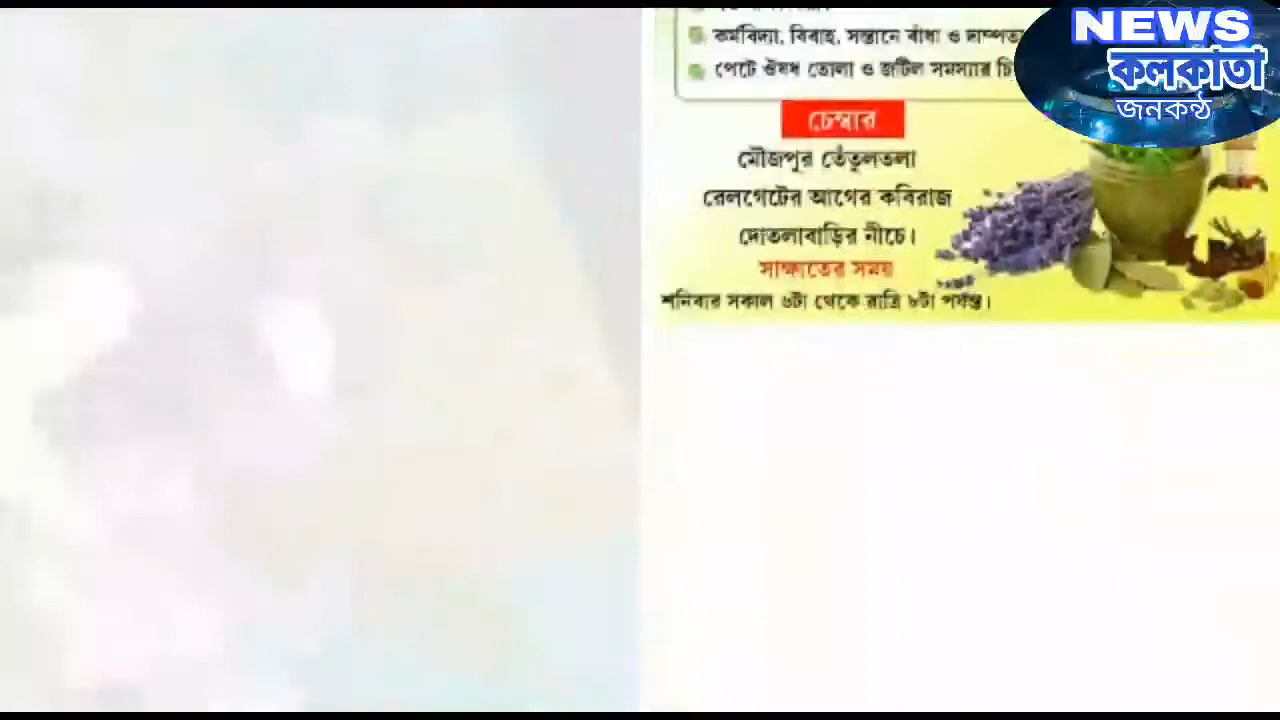 কর্মবিদ্যা, বিবাহ, সন্তানে বাঁধা ও দাম্পত্য
পেটে ঔষধ তোলা ও জটিল সমস্যার
চেম্বার
মৌজপুর তেঁতুলতলা
রেলগেটের আগের কবিরাজ
দোতলাবাড়ির নীচে।
সাক্ষাতের সময়
শনিবার সকাল ৬টা থেকে রাত্রি ৮টা পর্যন্ত।
NEWS
কলকাতা
জনকন্ঠ